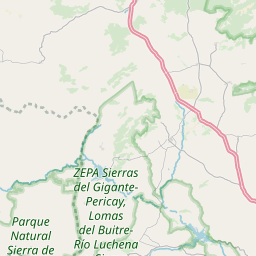 ZEPA Sierras
del Gigante-
Pericay,
Lomas
del Buitre-
Río Luchena
Parque
Natural
Sierra de